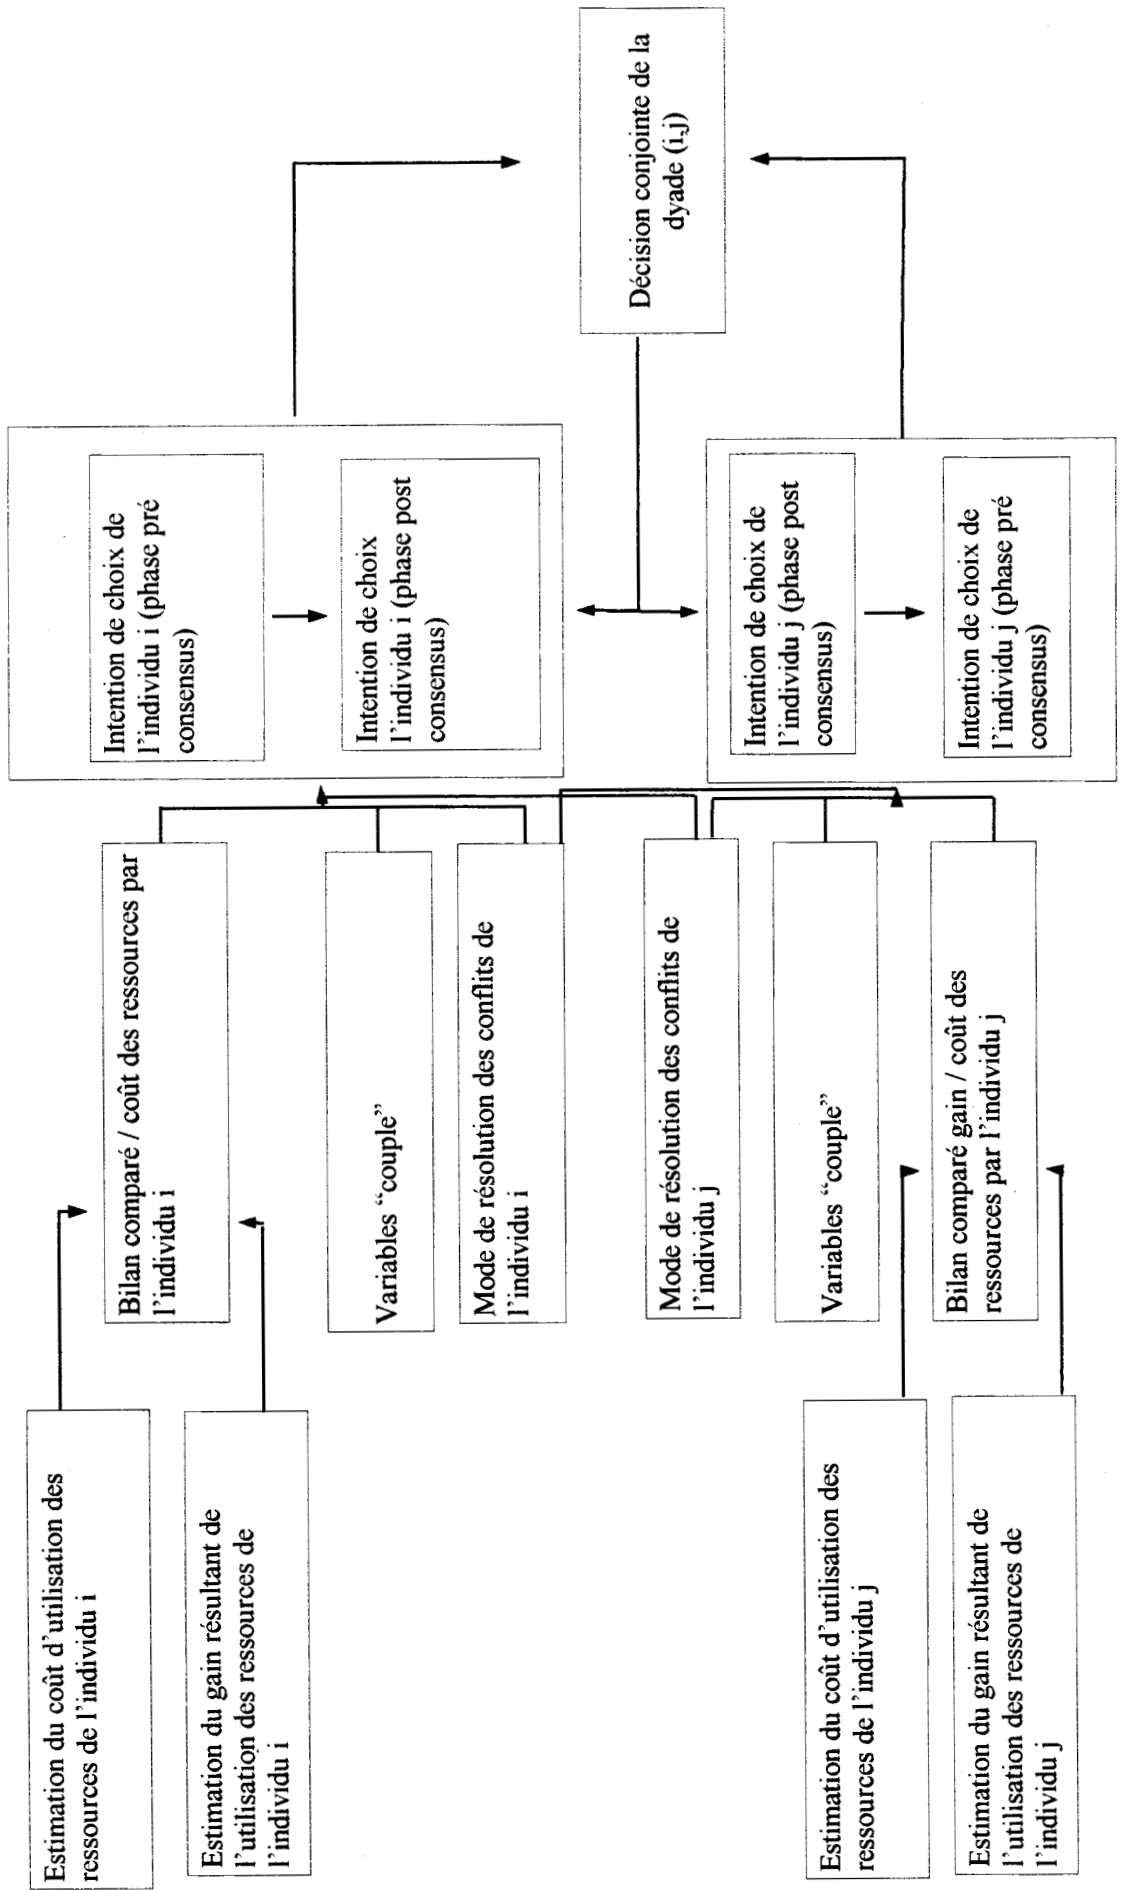 Estimation du coût d'utilisation des
ressources de l'individu i
Estimation du gain résultant de
l'utilisation des ressources de
l'individu i
Estimation du coût d'utilisation des
ressources de l'individu j
Estimation du gain résultant de
l'utilisation des ressources de
l'individu j
Bilan comparé / coût des ressources par
l'individu i
Variables “couple”
Mode de résolution des conflits de
l'individu i
Mode de résolution des conflits de
l'individu j
Variables “couple”
Bilan comparé gain / coût des
ressources par l'individu j
Intention de choix de
l'individu i (phase pré
consensus)
Intention de choix
l'individu i (phase post
consensus)
Intention de choix de
l'individu j (phase post
consensus)
Intention de choix de
l'individu j (phase pré
consensus)
Décision conjointe de la
dyade (i,j)